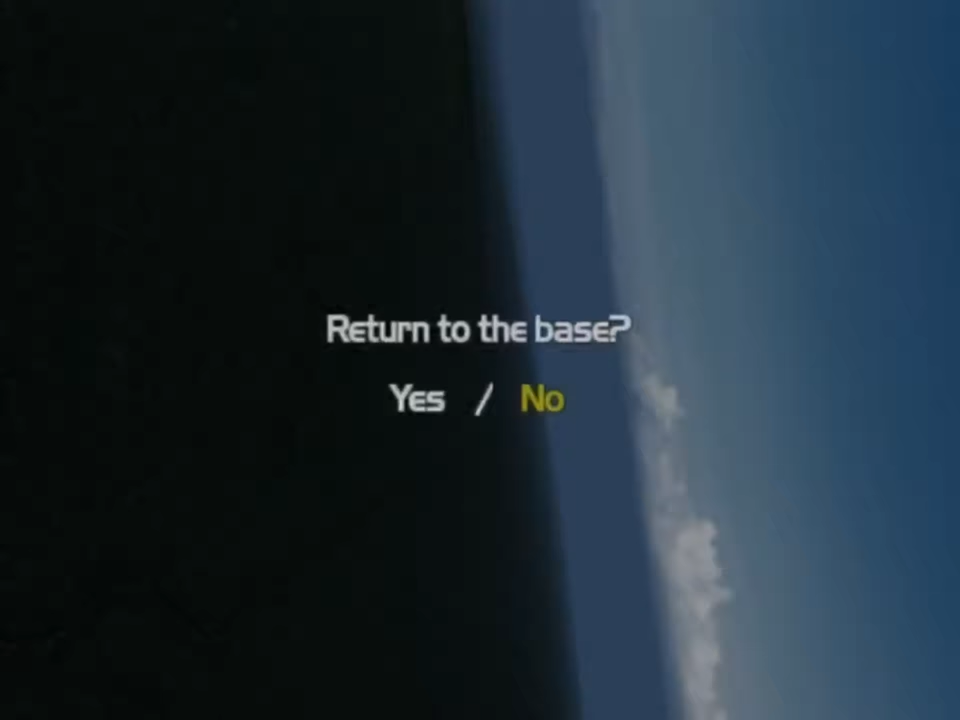 Return to the base?
Yes / No